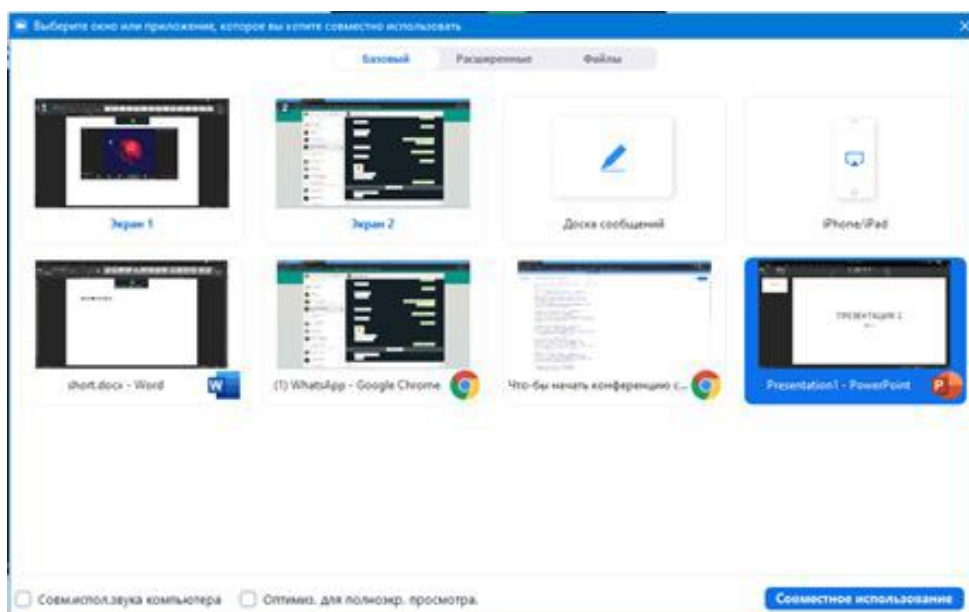 Выберите окно или приложение, которое вы хотите совместно использовать
Базовый Расширенные Файлы
Экран 1
Экран 2
Доска сообщений
iPhone/iPad
short.docx - Word
(1) WhatsApp - Google Chrome
Что-бы начать конференцию с...
ПРЕЗЕНТАЦИЯ 2
Presentation1 - PowerPoint
Совм.испол.звука компьютера
Оптимиз. для полноэкр. просмотра.
Совместное использование